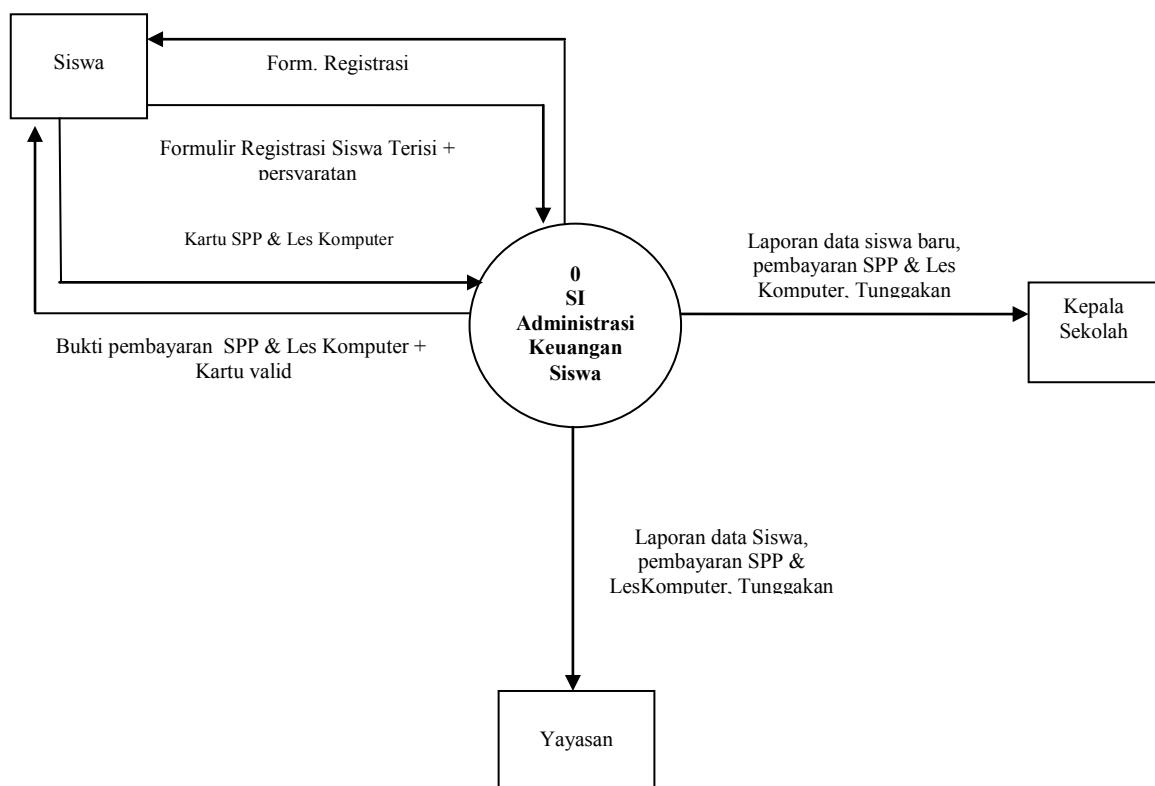 Siswa
Form. Registrasi
Formulir Registrasi Siswa Terisi +
persyaratan
Kartu SPP & Les Komputer
Bukti pembayaran SPP & Les Komputer +
Kartu valid
0
SI
Administrasi
Keuangan
Siswa
Laporan data siswa baru,
pembayaran SPP & Les
Komputer, Tunggakan
Kepala
Sekolah
Laporan data Siswa,
pembayaran SPP &
LesKomputer, Tunggakan
Yayasan